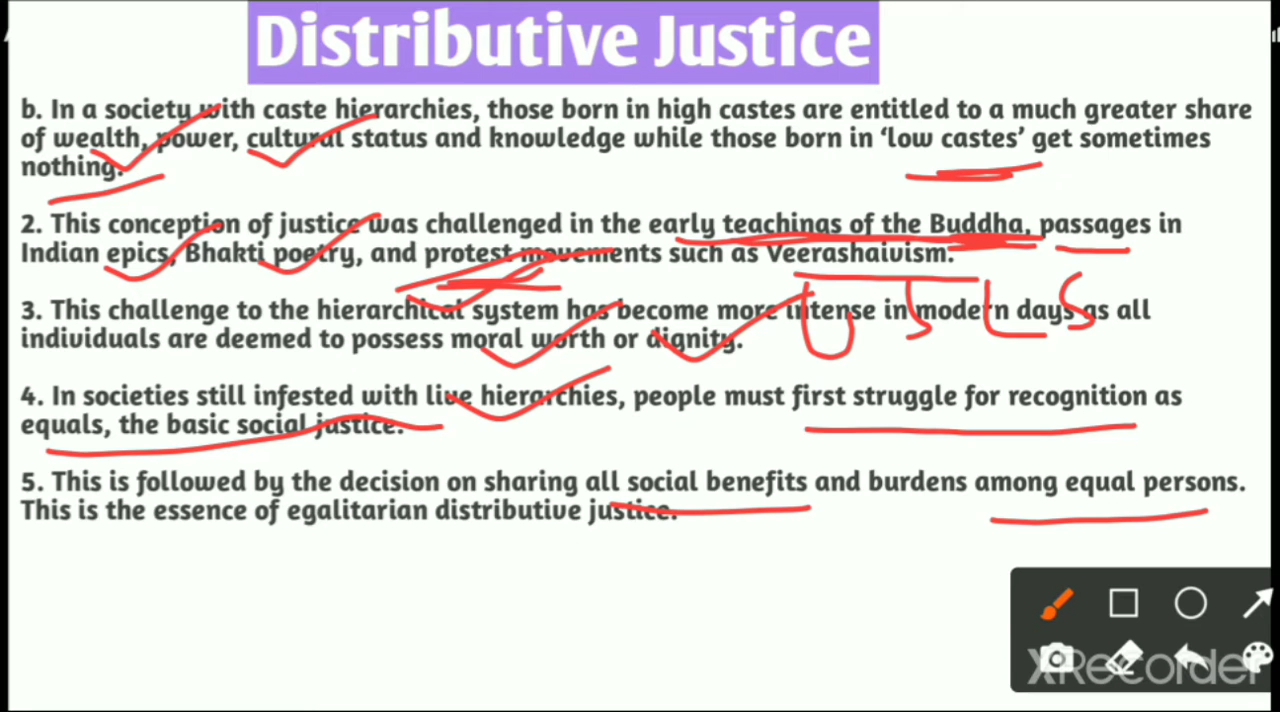 Distributive Justice
b. In a society with caste hierarchies, those born in high castes are entitled to a much greater share
of wealth, power, cultural status and knowledge while those born in ‘low castes’ get sometimes
nothing.
2. This conception of justice was challenged in the early teachings of the Buddha, passages in
Indian epics, Bhakti poetry, and protest movements such as Veerashaivism.
3. This challenge to the hierarchical system has become more intense in modern days as all
individuals are deemed to possess moral worth or dignity.
4. In societies still infested with live hierarchies, people must first struggle for recognition as
equals, the basic social justice.
5. This is followed by the decision on sharing all social benefits and burdens among equal persons.
This is the essence of egalitarian distributive justice.
XRecorder